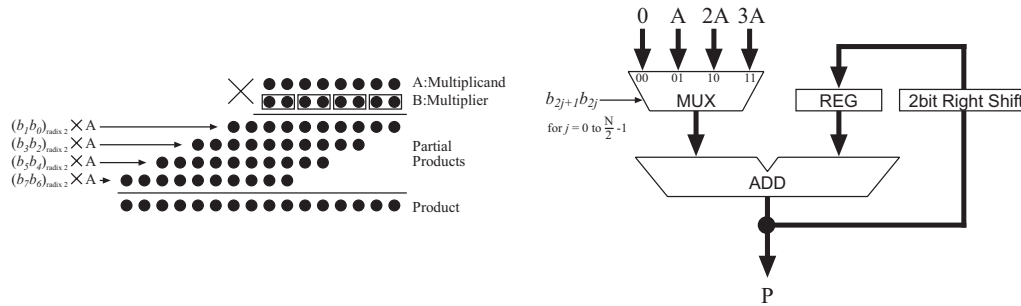 A:Multiplicand
B:Multiplier
(b₁b₀)radix 2 × A
(b₃b₂)radix 2 × A
(b₅b₄)radix 2 × A
(b₇b₆)radix 2 × A
Partial
Products
Product
0 A 2A 3A
00 01 10 11
MUX
b₂ⱼ₊₁b₂ⱼ
for j = 0 to N/2 -1
REG
2bit Right Shift
ADD
P